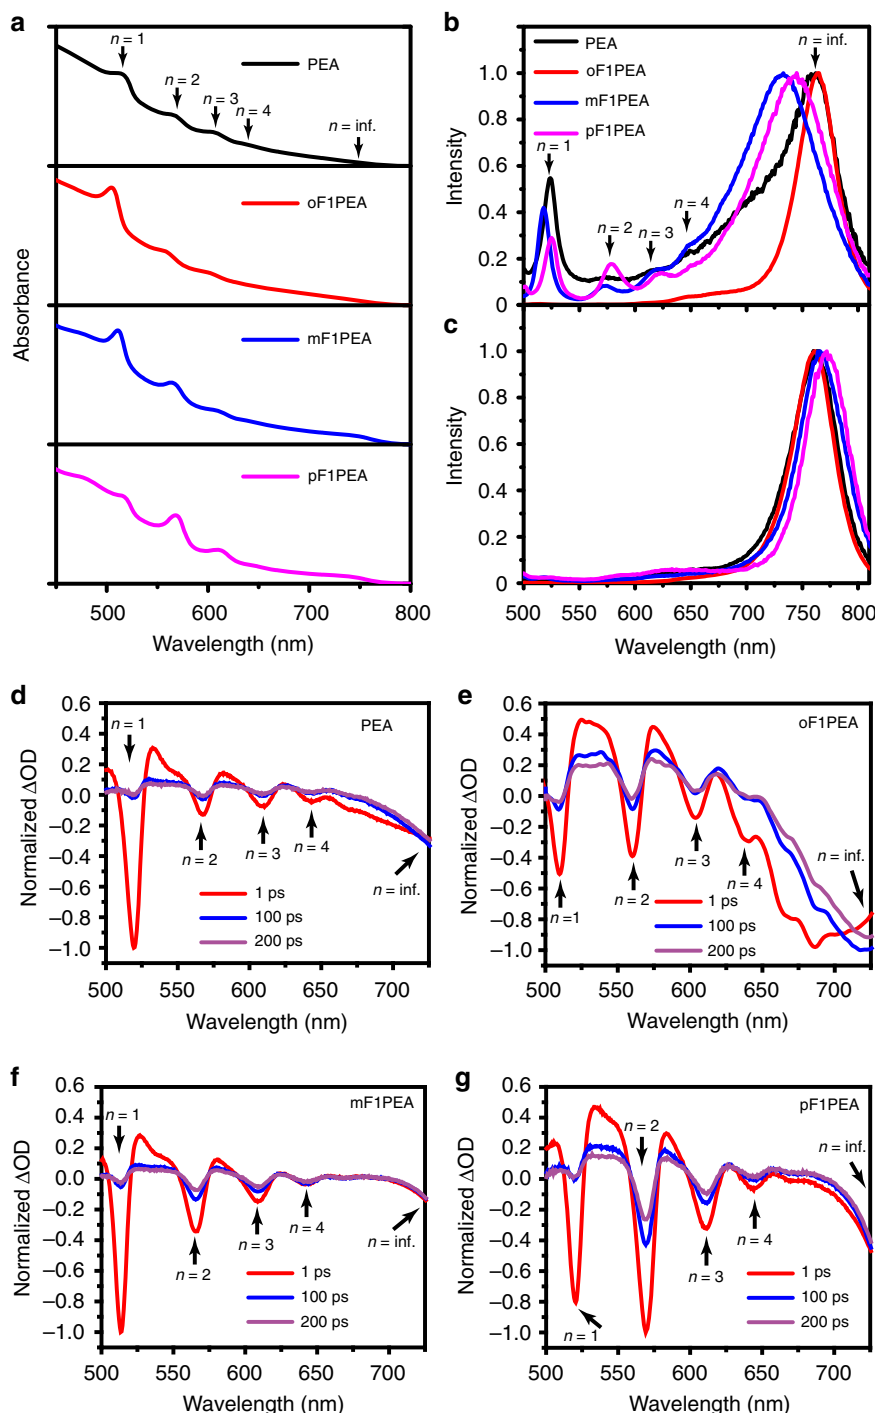 a
n = 1
PEA
n = 2
n = 3
n = 4
n = inf.
oF1PEA
mF1PEA
pF1PEA
Absorbance
500 600 700 800
Wavelength (nm)
b
PEA
oF1PEA
mF1PEA
pF1PEA
n = inf.
n = 1
n = 2
n = 3
n = 4
1.0
0.8
0.6
0.4
0.2
0
Intensity
c
1.0
0.8
0.6
0.4
0.2
0
Intensity
500 550 600 650 700 750 800
Wavelength (nm)
d
PEA
n = 1
n = 2
n = 3
n = 4
n = inf.
1 ps
100 ps
200 ps
0.6
0.4
0.2
0.0
–0.2
–0.4
–0.6
–0.8
–1.0
Normalized ΔOD
500 550 600 650 700
Wavelength (nm)
e
oF1PEA
n = inf.
n = 3
n = 4
n = 2
n =1
1 ps
100 ps
200 ps
0.6
0.4
0.2
0.0
–0.2
–0.4
–0.6
–0.8
–1.0
Normalized ΔOD
500 550 600 650 700
Wavelength (nm)
f
mF1PEA
n = 1
n = 2
n = 3
n = 4
n = inf.
1 ps
100 ps
200 ps
0.6
0.4
0.2
0.0
–0.2
–0.4
–0.6
–0.8
–1.0
Normalized ΔOD
500 550 600 650 700
Wavelength (nm)
g
pF1PEA
n = 2
n = inf.
n = 4
n = 3
n = 1
1 ps
100 ps
200 ps
0.6
0.4
0.2
0.0
–0.2
–0.4
–0.6
–0.8
–1.0
Normalized ΔOD
500 550 600 650 700
Wavelength (nm)